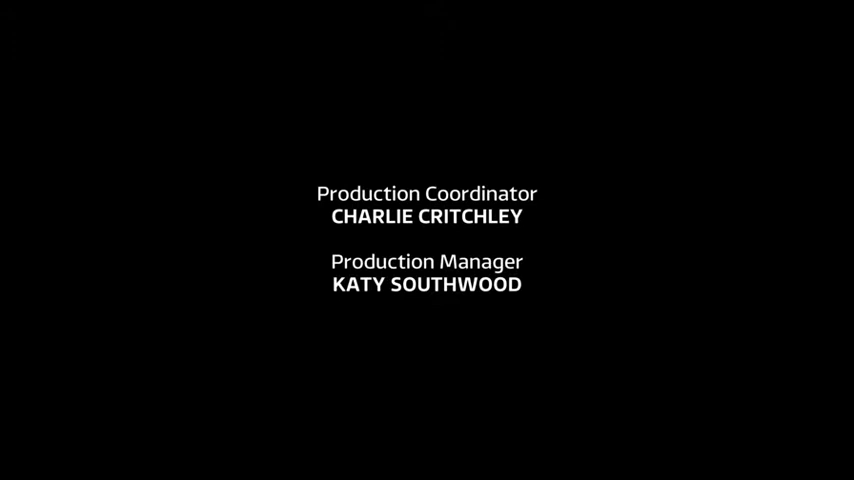 Production Coordinator
CHARLIE CRITCHLEY
Production Manager
KATY SOUTHWOOD